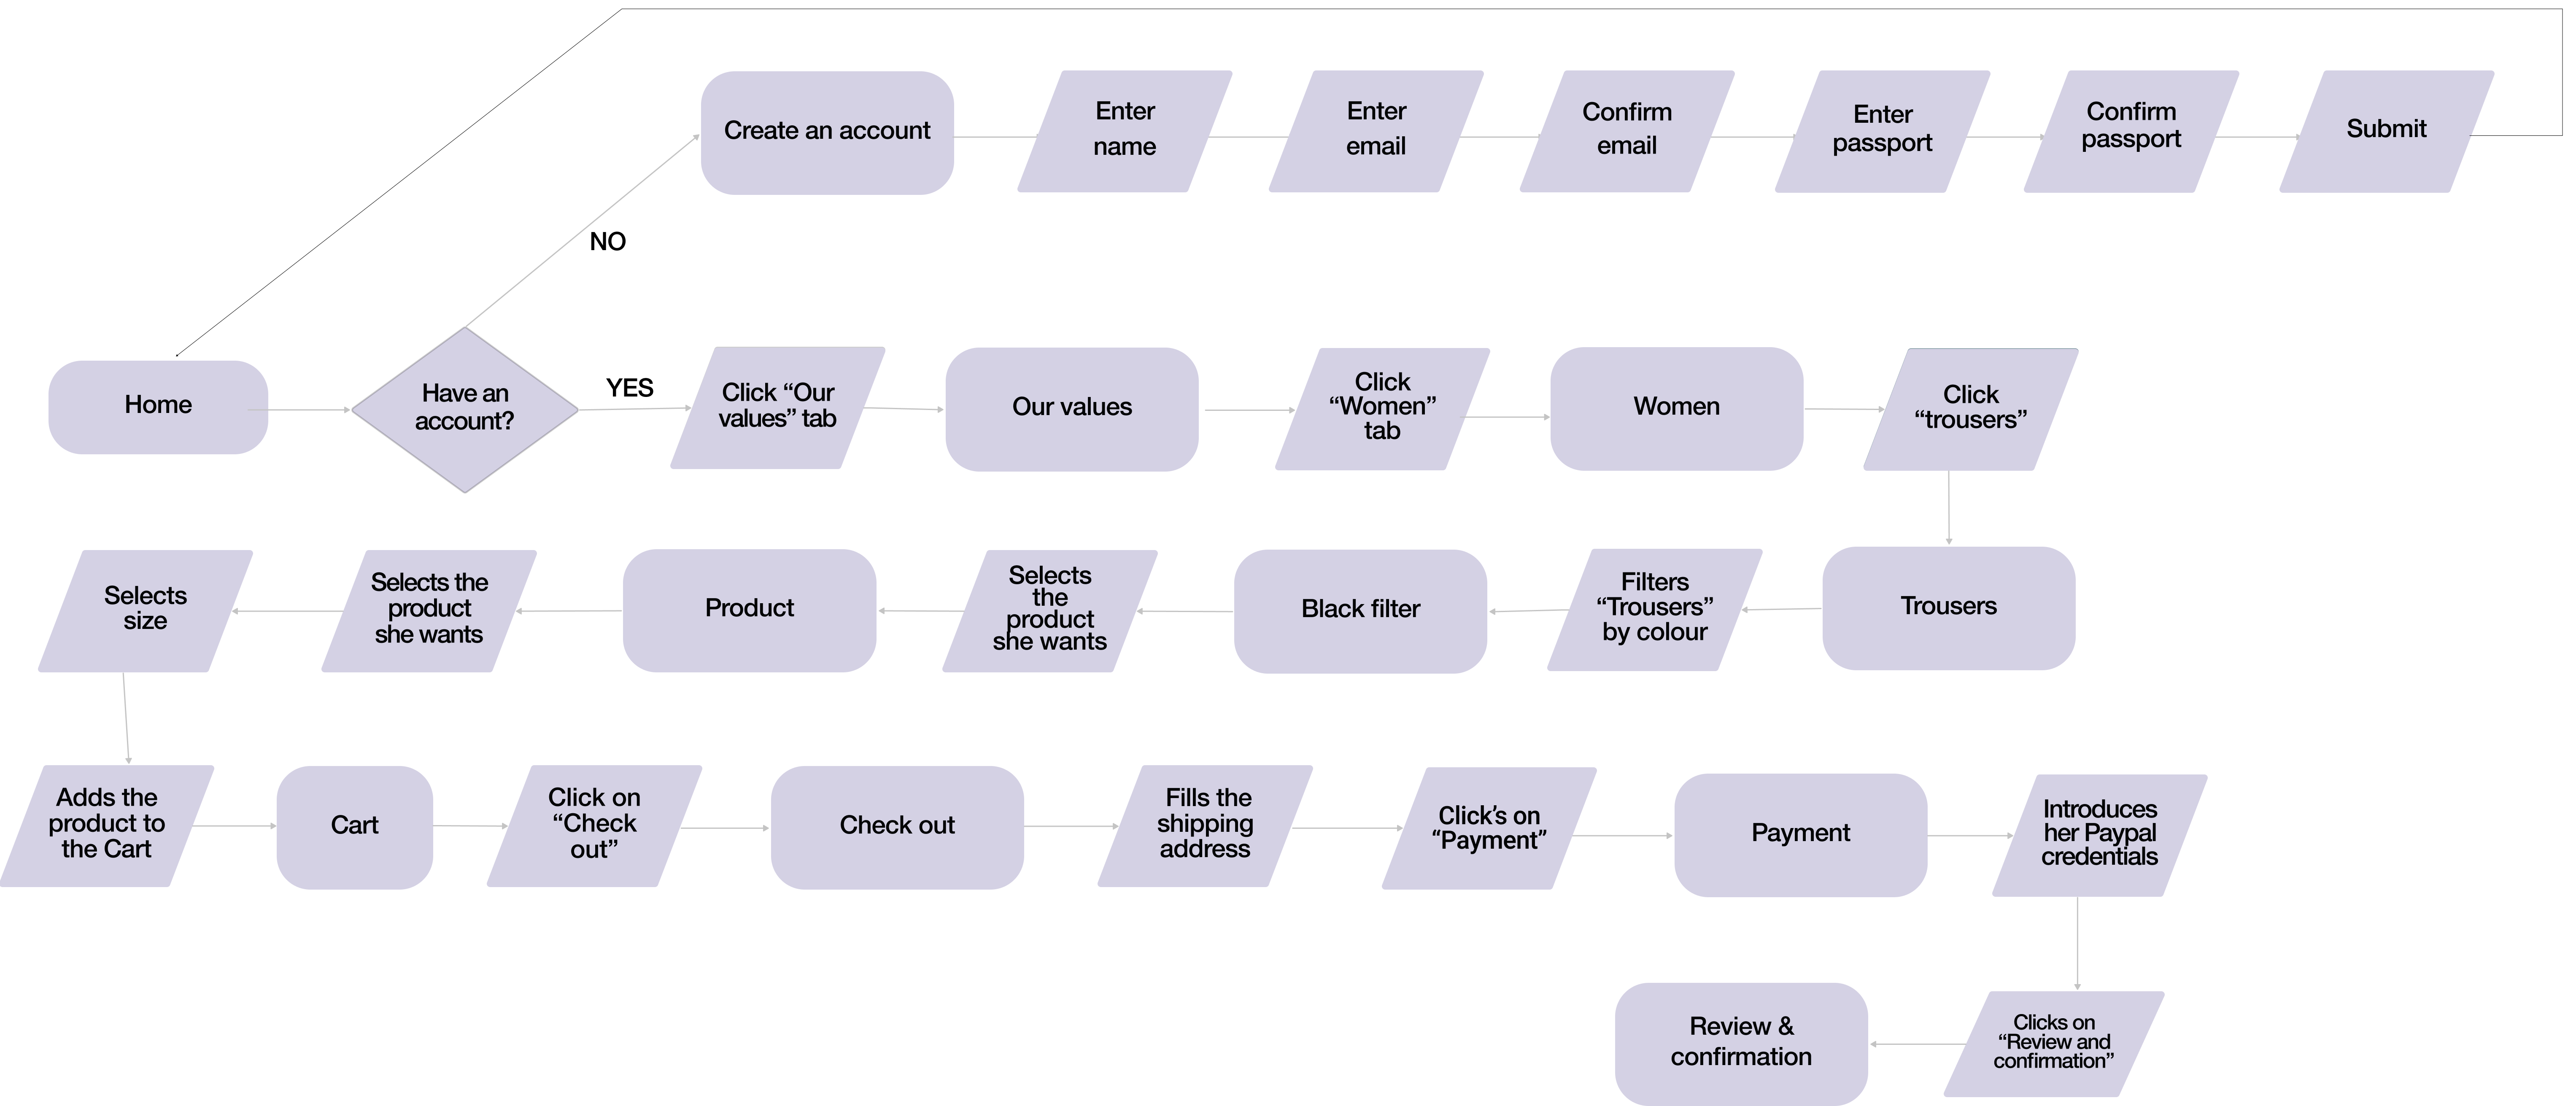 Create an account
Enter
name
Enter
email
Confirm
email
Enter
passport
Confirm
passport
Submit
NO
Home
Have an
account?
YES
Click “Our
values” tab
Our values
Click
“Women”
tab
Women
Click
“trousers”
Selects
size
Selects the
product
she wants
Product
Selects
the
product
she wants
Black filter
Filters
“Trousers”
by colour
Trousers
Adds the
product to
the Cart
Cart
Click on
“Check
out”
Check out
Fills the
shipping
address
Click’s on
“Payment”
Payment
Introduces
her Paypal
credentials
Review &
confirmation
Clicks on
“Review and
confirmation”